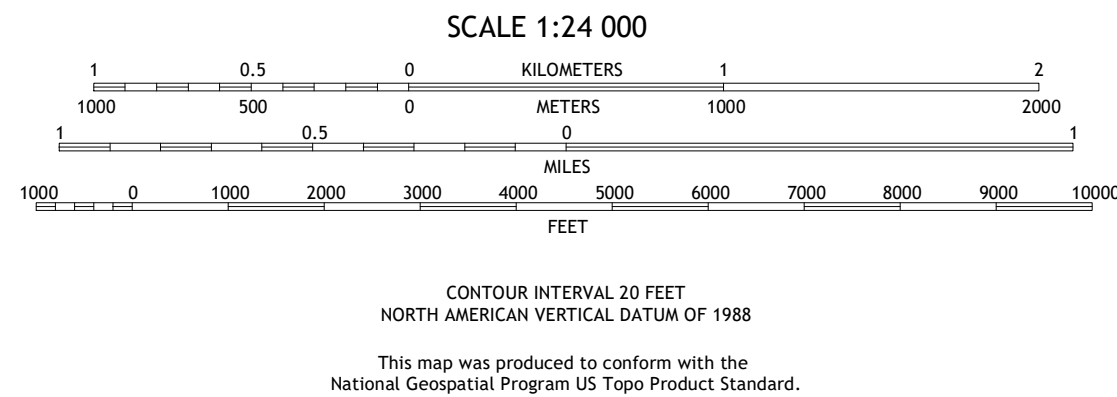 SCALE 1:24 000
1 0.5 0 KILOMETERS 1 2
1000 500 0 METERS 1000 2000
1 0.5 0 1
MILES
1000 0 1000 2000 3000 4000 5000 6000 7000 8000 9000 10000
FEET
CONTOUR INTERVAL 20 FEET
NORTH AMERICAN VERTICAL DATUM OF 1988
This map was produced to conform with the
National Geospatial Program US Topo Product Standard.